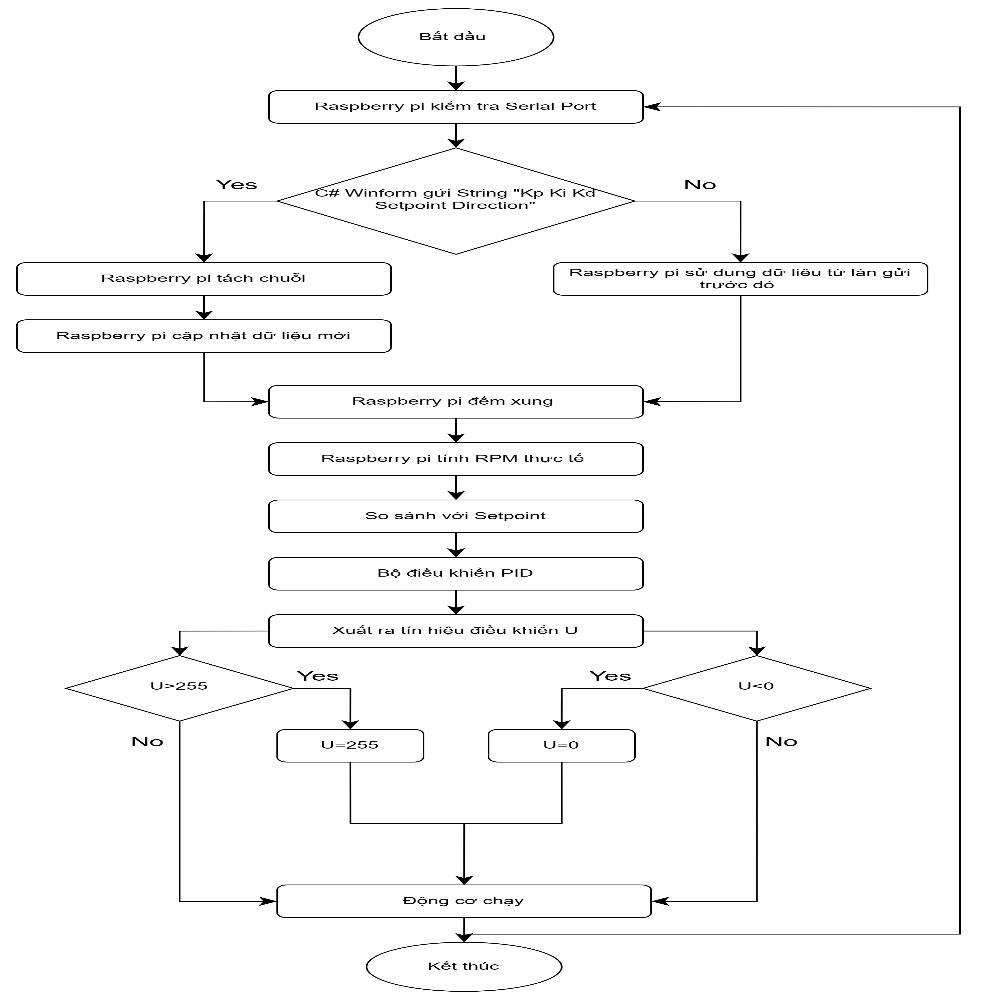 Bắt đầu
Raspberry pi kiểm tra Serial Port
Yes
No
C# Winform gửi String "Kp Ki Kd
Setpoint Direction"
Raspberry pi tách chuỗi
Raspberry pi sử dụng dữ liệu từ lần gửi
trước đó
Raspberry pi cập nhật dữ liệu mới
Raspberry pi đếm xung
Raspberry pi tính RPM thực tế
So sánh với Setpoint
Bộ điều khiển PID
Xuất ra tín hiệu điều khiển U
U>255
Yes
Yes
U<0
No
U=255
U=0
No
Động cơ chạy
Kết thúc